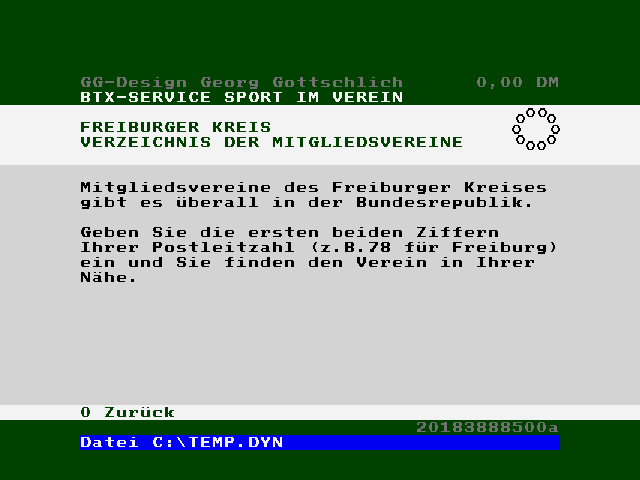 GG-Design Georg Gottschlich 0,00 DM
BTX-SERVICE SPORT IM VEREIN
FREIBURGER KREIS
VERZEICHNIS DER MITGLIEDSVEREINE
Mitgliedsvereine des Freiburger Kreises
gibt es überall in der Bundesrepublik.
Geben Sie die ersten beiden Ziffern
Ihrer Postleitzahl (z.B.78 für Freiburg)
ein und Sie finden den Verein in Ihrer
Nähe.
0 Zurück
20183888500a
Datei C:\TEMP.DYN